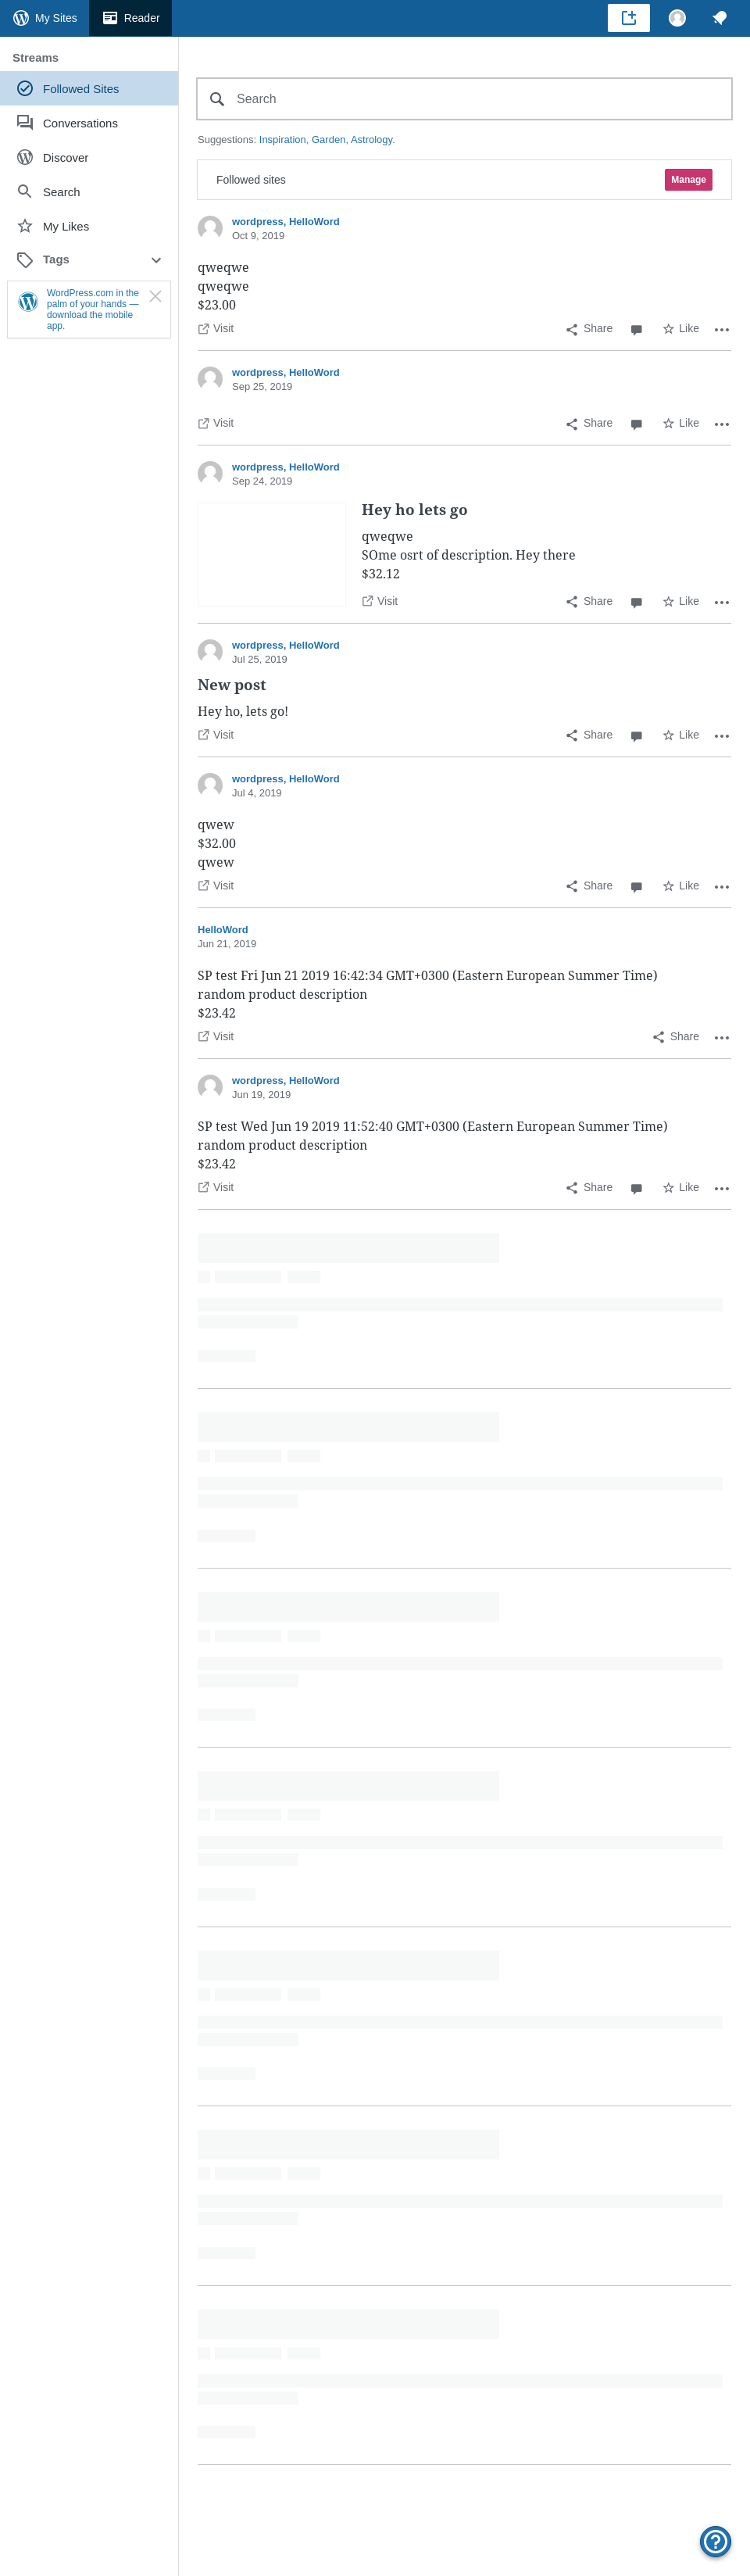 My Sites
Reader
Streams
Followed Sites
Conversations
Discover
Search
My Likes
Tags
WordPress.com in the
palm of your hands —
download the mobile
app.
Search
Suggestions: Inspiration, Garden, Astrology.
Followed sites
Manage
wordpress, HelloWord
Oct 9, 2019
qweqwe
qweqwe
$23.00
Visit
Share
Like
wordpress, HelloWord
Sep 25, 2019
Visit
Share
Like
wordpress, HelloWord
Sep 24, 2019
Hey ho lets go
qweqwe
SOme osrt of description. Hey there
$32.12
Visit
Share
Like
wordpress, HelloWord
Jul 25, 2019
New post
Hey ho, lets go!
Visit
Share
Like
wordpress, HelloWord
Jul 4, 2019
qwew
$32.00
qwew
Visit
Share
Like
HelloWord
Jun 21, 2019
SP test Fri Jun 21 2019 16:42:34 GMT+0300 (Eastern European Summer Time)
random product description
$23.42
Visit
Share
wordpress, HelloWord
Jun 19, 2019
SP test Wed Jun 19 2019 11:52:40 GMT+0300 (Eastern European Summer Time)
random product description
$23.42
Visit
Share
Like